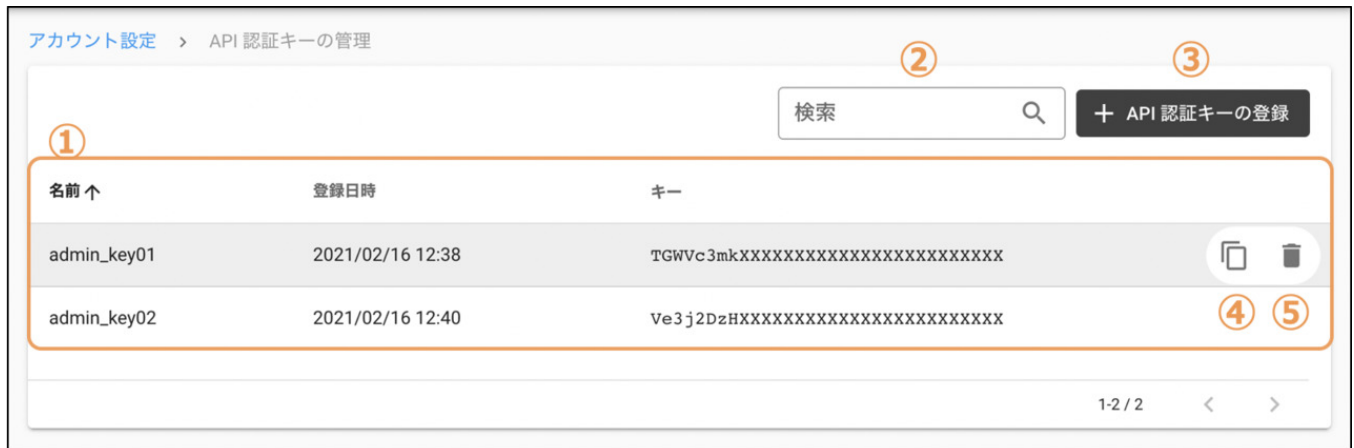 アカウント設定 › API 認証キーの管理
② ③
検索 + API 認証キーの登録
①
名前↑ 登録日時 キー
admin_key01 2021/02/16 12:38 TGWVc3mkXXXXXXXXXXXXXXXXXXXXXXXX
admin_key02 2021/02/16 12:40 Ve3j2DzHXXXXXXXXXXXXXXXXXXXXXXXX ④ ⑤
1-2 / 2 < >